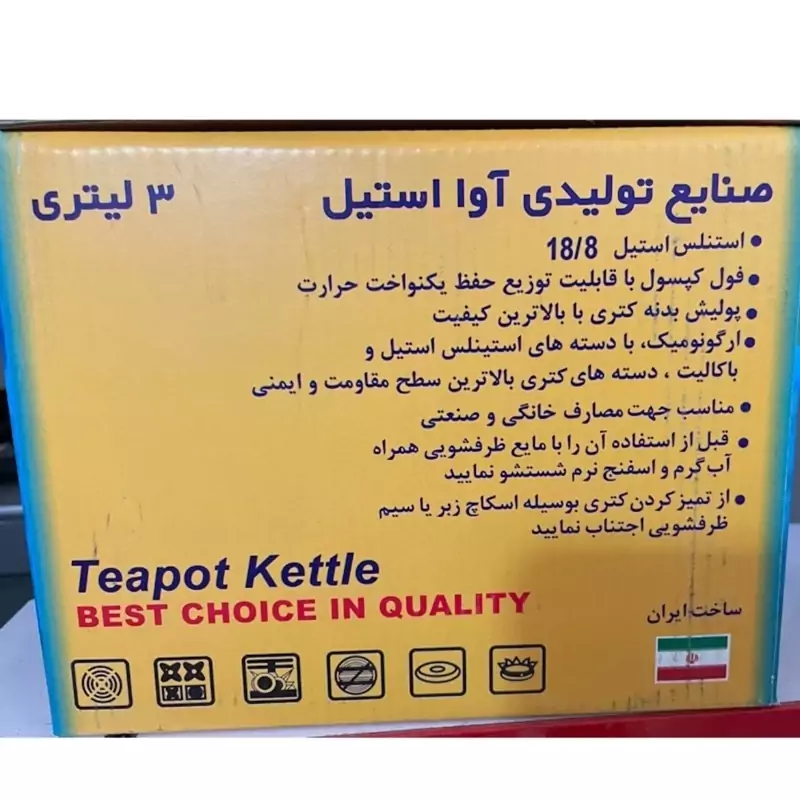 صنایع تولیدی آوا استیل ۳ لیتری
• استنلس استیل 18/8
• فول کپسول با قابلیت توزیع حفظ یکنواخت حرارت
• پولیش بدنه کتری با بالاترین کیفیت
• ارگونومیک، با دسته های استینلس استیل و
باکالیت ، دسته های کتری بالاترین سطح مقاومت و ایمنی
• مناسب جهت مصارف خانگی و صنعتی
• قبل از استفاده آن را با مایع ظرفشویی همراه
آب گرم و اسفنج نرم شستشو نمایید
• از تمیز کردن کتری بوسیله اسکاچ زبر یا سیم
ظرفشویی اجتناب نمایید
Teapot Kettle
BEST CHOICE IN QUALITY
ساخت ایران